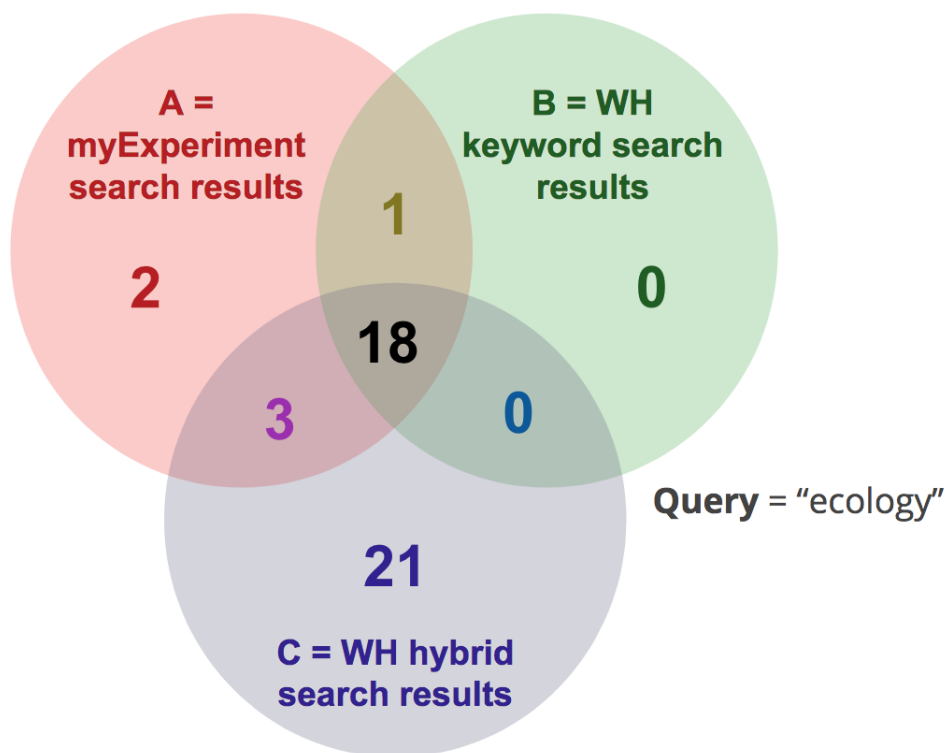 A =
myExperiment
search results
B = WH
keyword search
results
1
2
0
18
3
0
Query = “ecology”
21
C = WH hybrid
search results